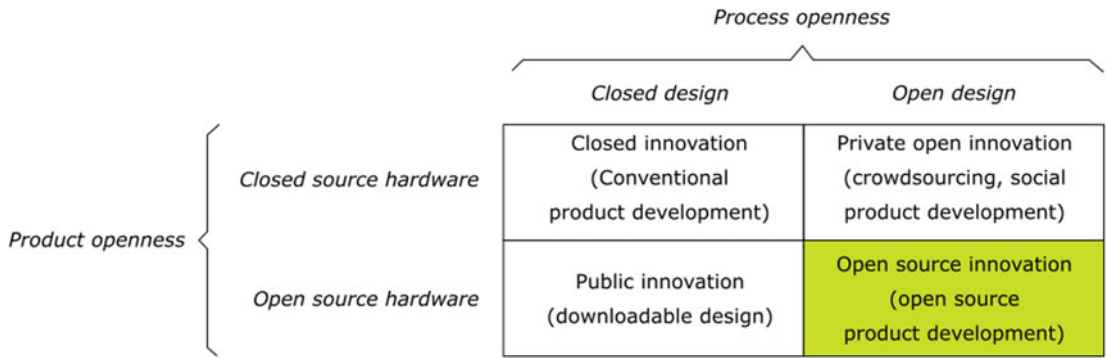 Process openness
Closed design
Open design
Closed source hardware
Closed innovation
(Conventional
product development)
Private open innovation
(crowdsourcing, social
product development)
Product openness
Open source hardware
Public innovation
(downloadable design)
Open source innovation
(open source
product development)